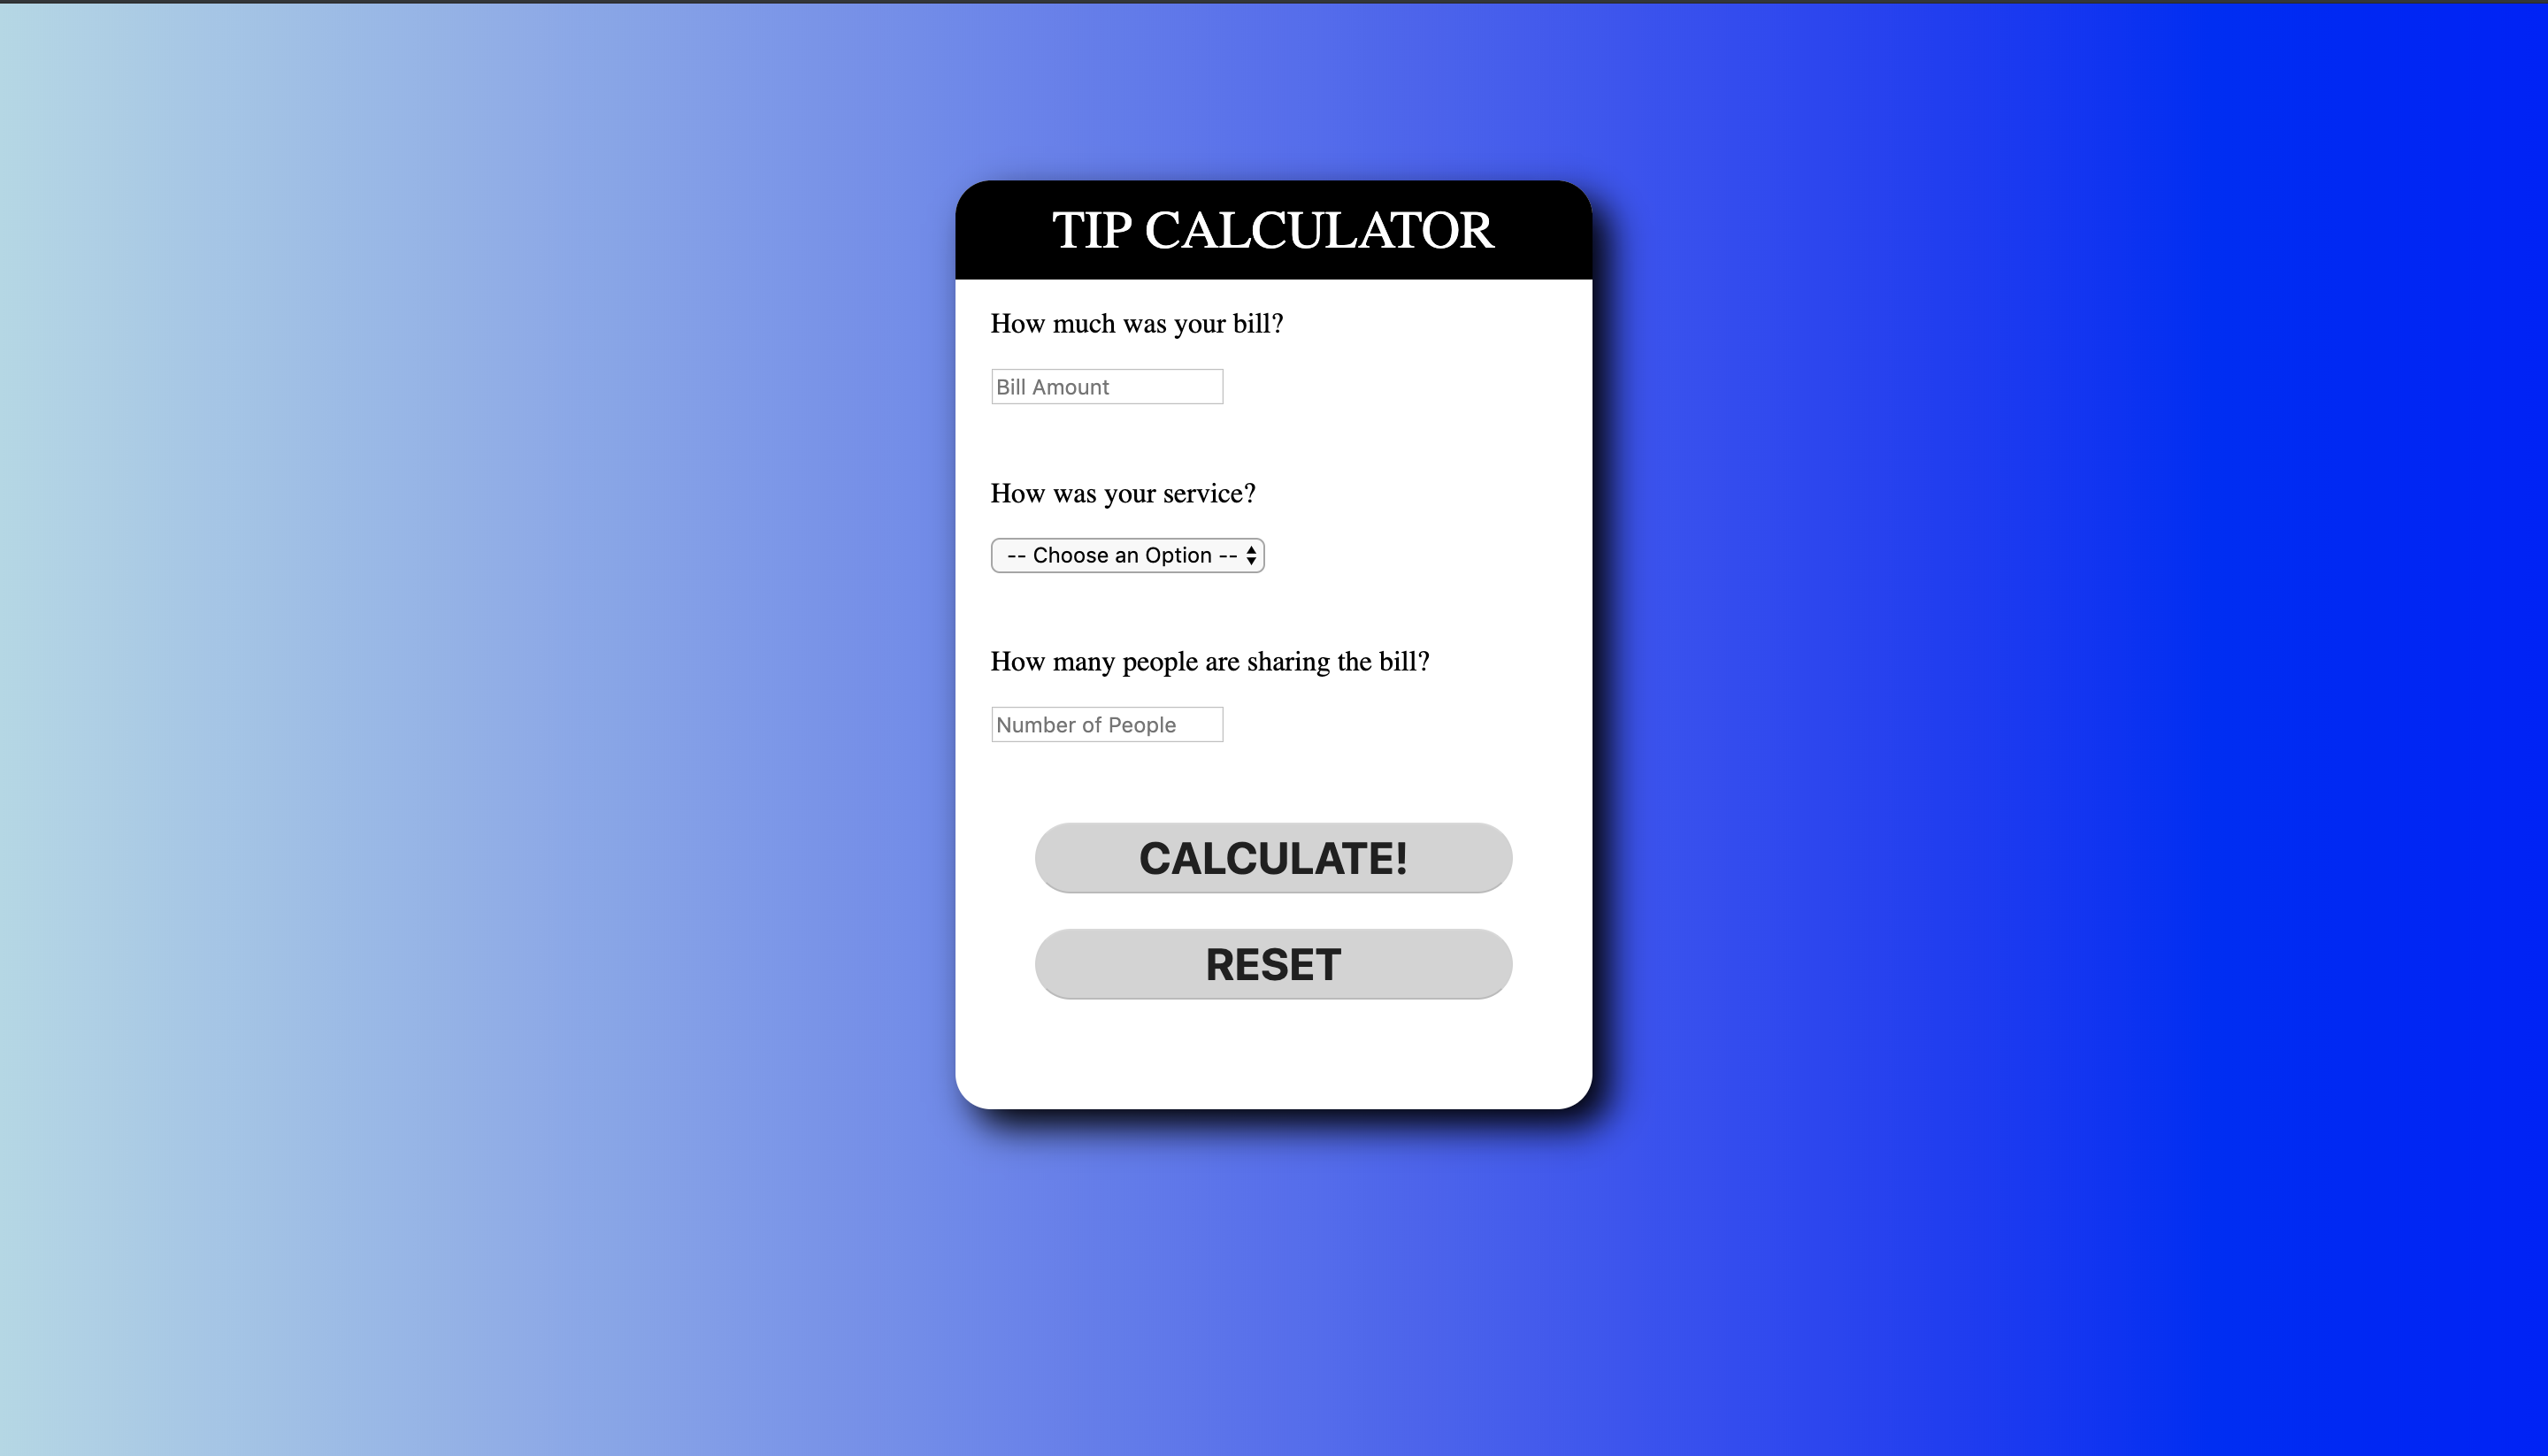 TIP CALCULATOR
How much was your bill?
Bill Amount
How was your service?
-- Choose an Option --
How many people are sharing the bill?
Number of People
CALCULATE!
RESET